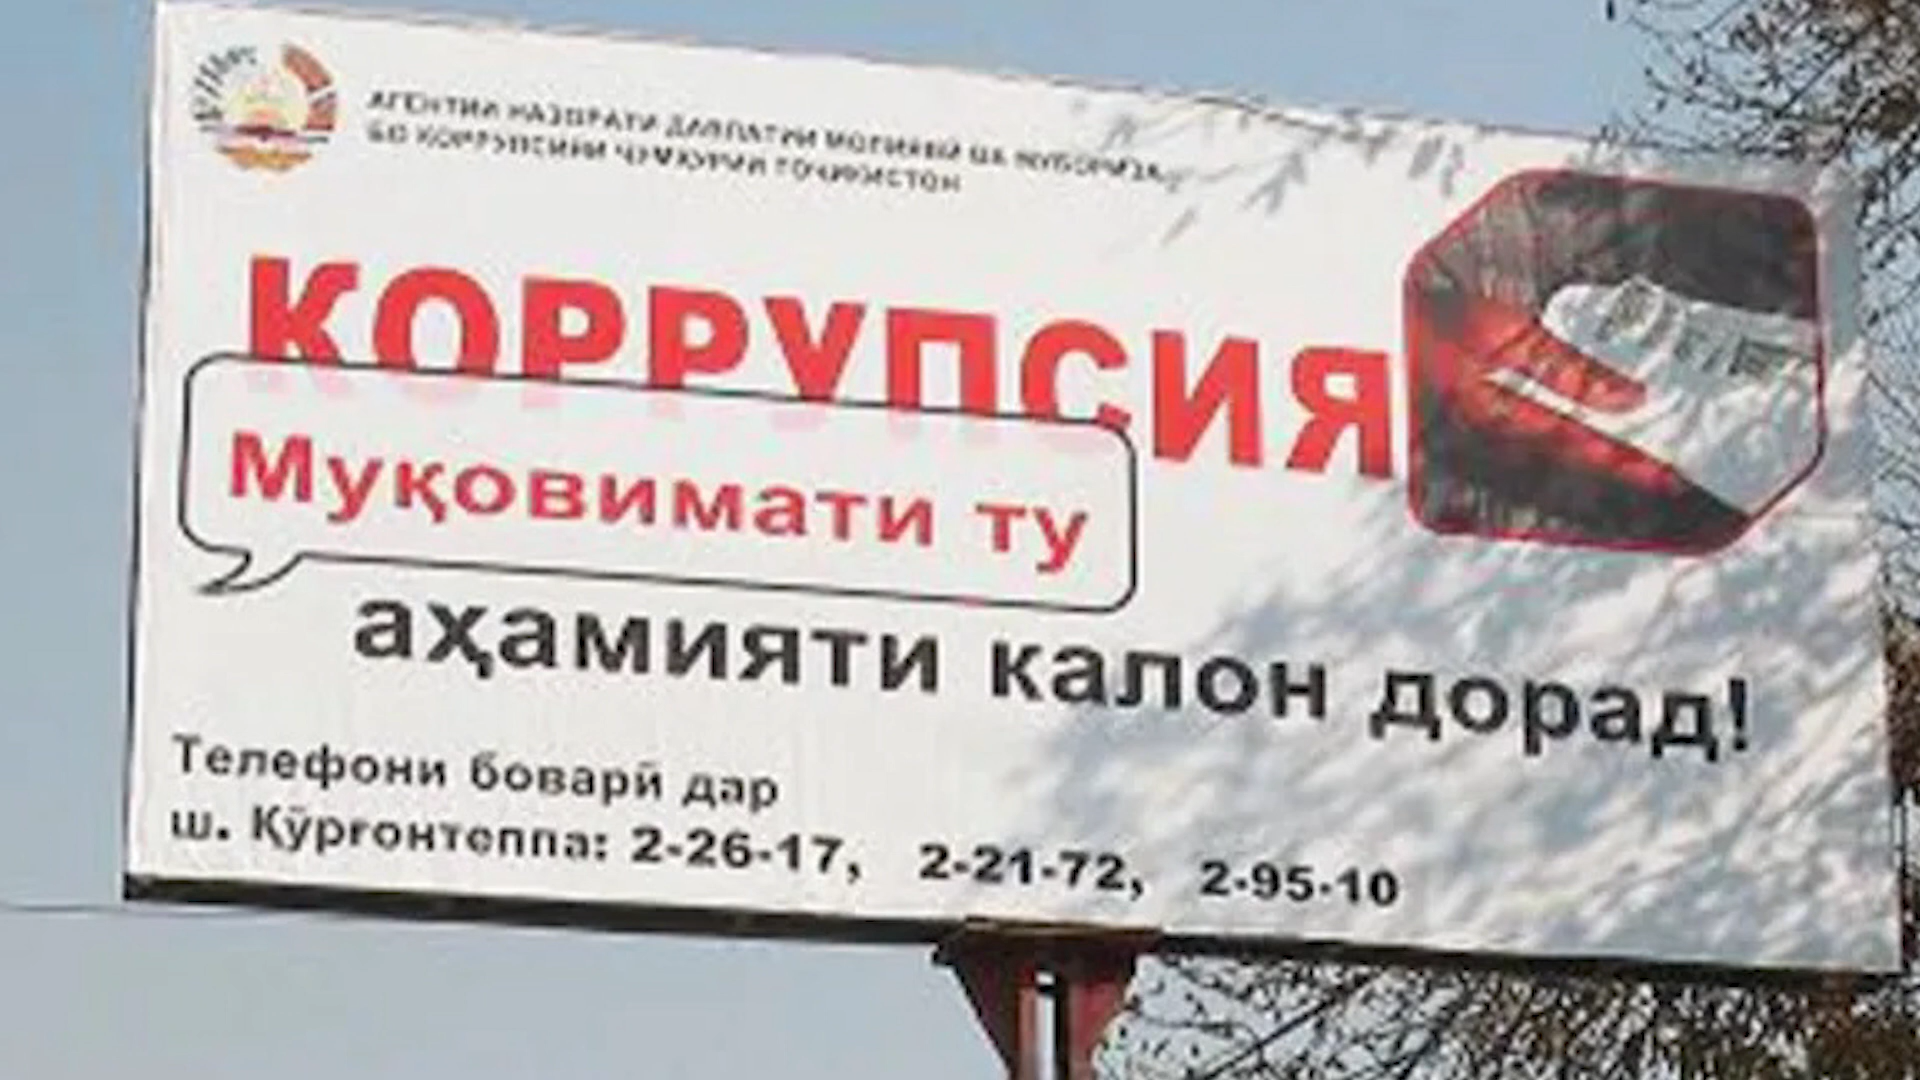 АГЕНТИИ НАЗОРАТИ ДАВЛАТИИ МОЛИЯВӢ ВА МУБОРИЗА
БО КОРРУПСИЯИ ҶУМҲУРИИ ТОҶИКИСТОН
КОРРУПСИЯ
Муқовимати ту
аҳамияти калон дорад!
Телефони боварӣ дар
ш. Қӯрғонтеппа: 2-26-17, 2-21-72, 2-95-10